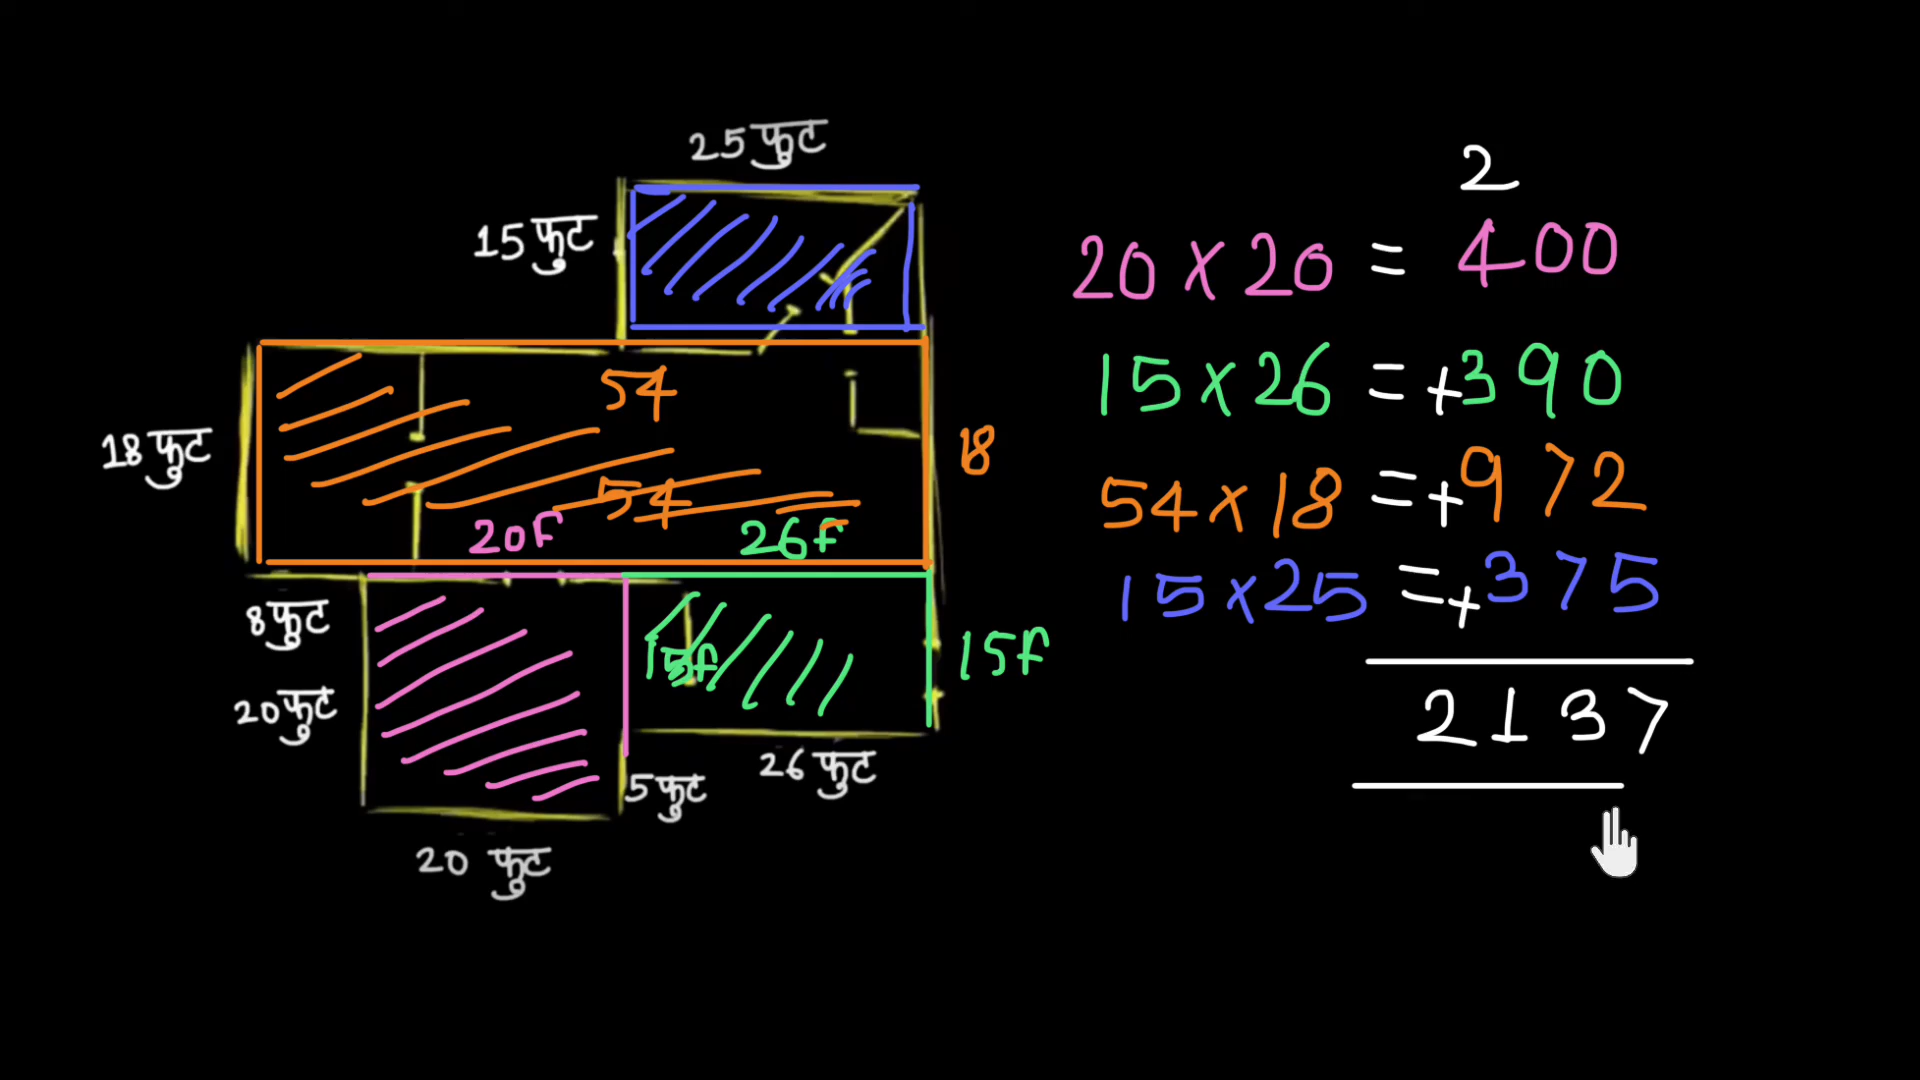 25 फुट
15 फुट
54
18 फुट
18
54
20f 26f
8 फुट
15f 15f
20 फुट
5 फुट 26 फुट
20 फुट
2
20 x 20 = 400
15 x 26 = +390
54 x 18 = +972
15 x 25 = +375
2137